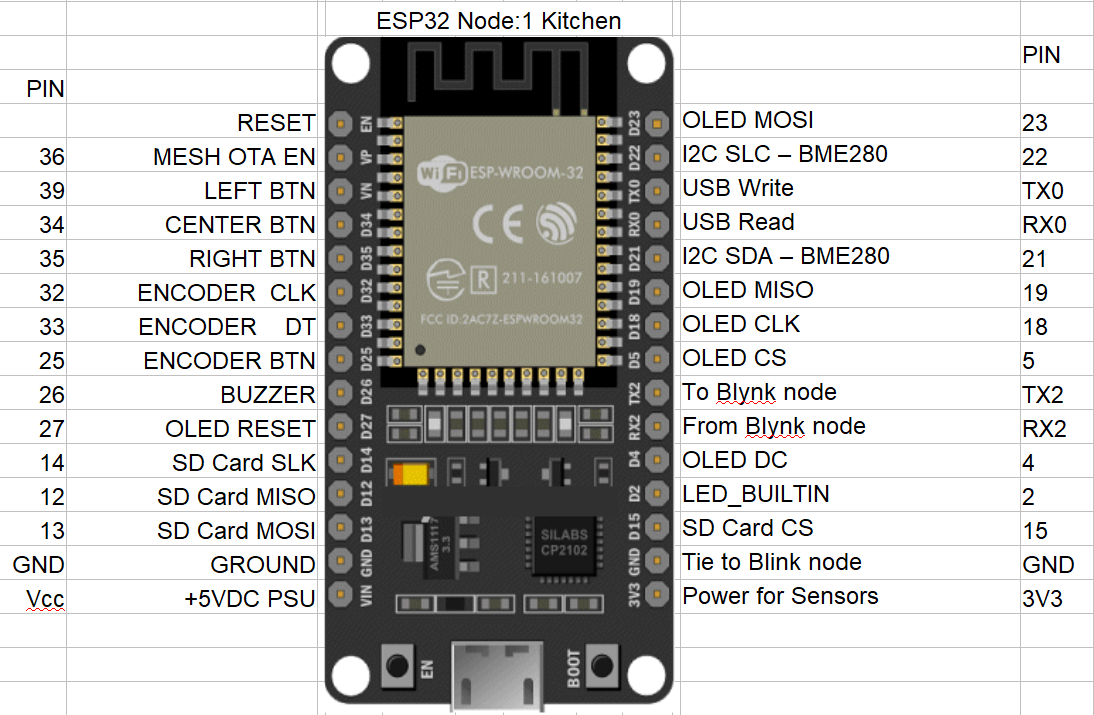 ESP32 Node:1 Kitchen
PIN
PIN
RESET EN D23 OLED MOSI 23
36 MESH OTA EN VP D22 I2C SLC – BME280 22
39 LEFT BTN VN TX0 USB Write TX0
34 CENTER BTN D34 RX0 USB Read RX0
35 RIGHT BTN D35 D21 I2C SDA – BME280 21
32 ENCODER CLK D32 D19 OLED MISO 19
33 ENCODER DT D33 D18 OLED CLK 18
25 ENCODER BTN D25 D5 OLED CS 5
26 BUZZER D26 TX2 To Blynk node TX2
27 OLED RESET D27 RX2 From Blynk node RX2
14 SD Card SLK D14 D4 OLED DC 4
12 SD Card MISO D12 D2 LED_BUILTIN 2
13 SD Card MOSI D13 D15 SD Card CS 15
GND GROUND GND GND Tie to Blink node GND
Vcc +5VDC PSU VIN 3V3 Power for Sensors 3V3
WiFi ESP-WROOM-32
CE
R 211-161007
FCC ID:2AC7Z-ESPWROOM32
AMS1117
3.3
SILABS
CP2102
EN
BOOT